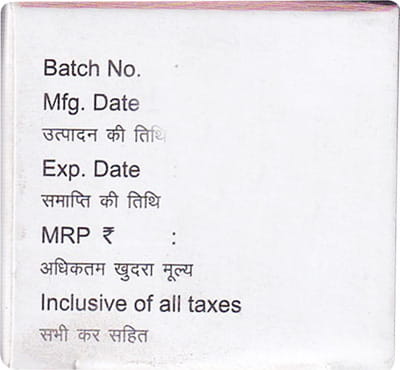 Batch No.
Mfg. Date
उत्पादन की तिथि
Exp. Date
समाप्ति की तिथि
MRP ₹ :
अधिकतम खुदरा मूल्य
Inclusive of all taxes
सभी कर सहित